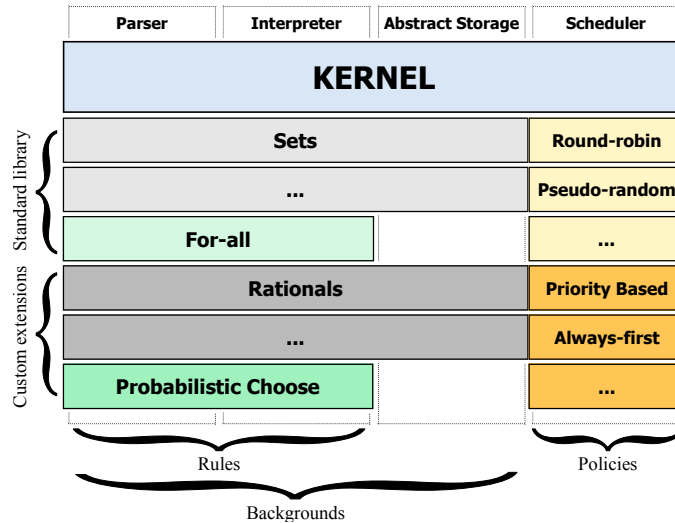 Parser Interpreter Abstract Storage Scheduler
KERNEL
Standard library
Sets Round-robin
... Pseudo-random
For-all ...
Custom extensions
Rationals Priority Based
... Always-first
Probabilistic Choose ...
Rules Policies
Backgrounds